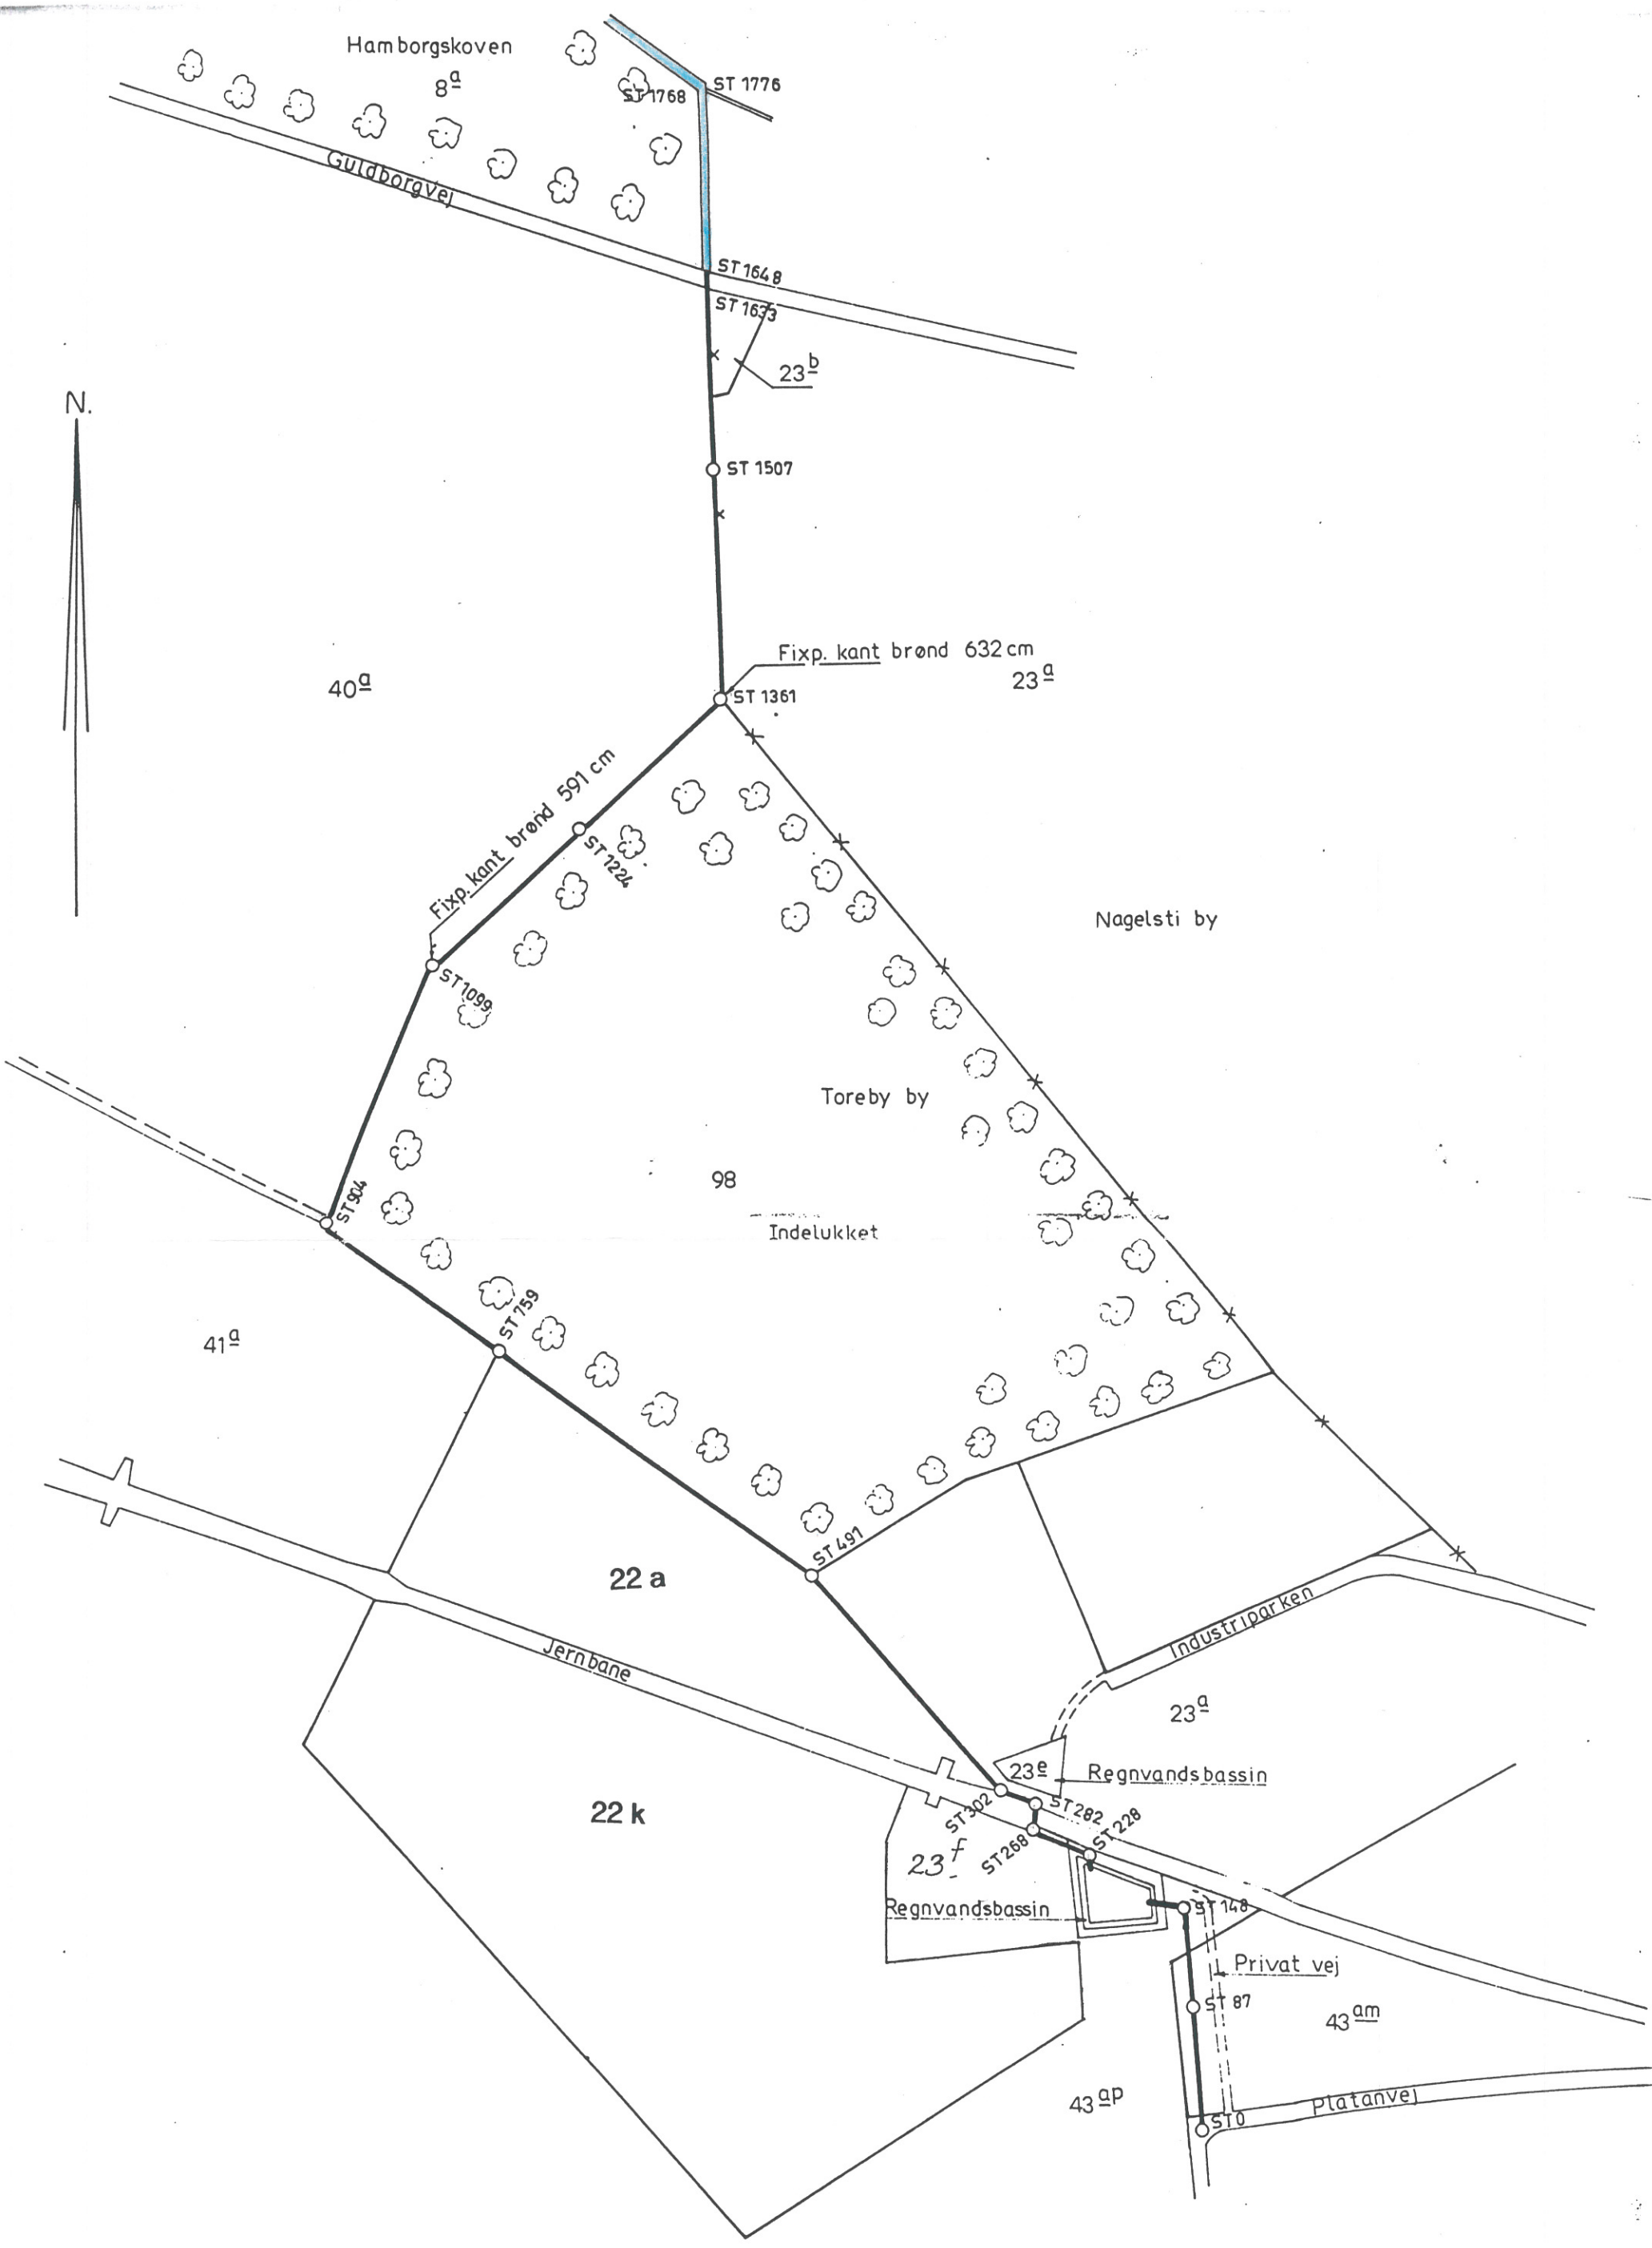 Hamborgskoven
8a
ST 1776
ST 1768
Guldborgvej
ST 1648
ST 1633
23b
N.
ST 1507
Fixp. kant brønd 632 cm
40a
23a
ST 1361
Fixp. kant brønd 591 cm
ST 1224
Nagelsti by
ST 1099
Toreby by
98
ST 904
Indelukket
ST 759
41a
ST 491
22 a
Industriparken
Jernbane
23a
23e
Regnvandsbassin
ST 302
ST 282
ST 228
22 k
ST 268
23f
Regnvandsbassin
ST 148
Privat vej
ST 87
43am
43ap
Platanvej
ST 0